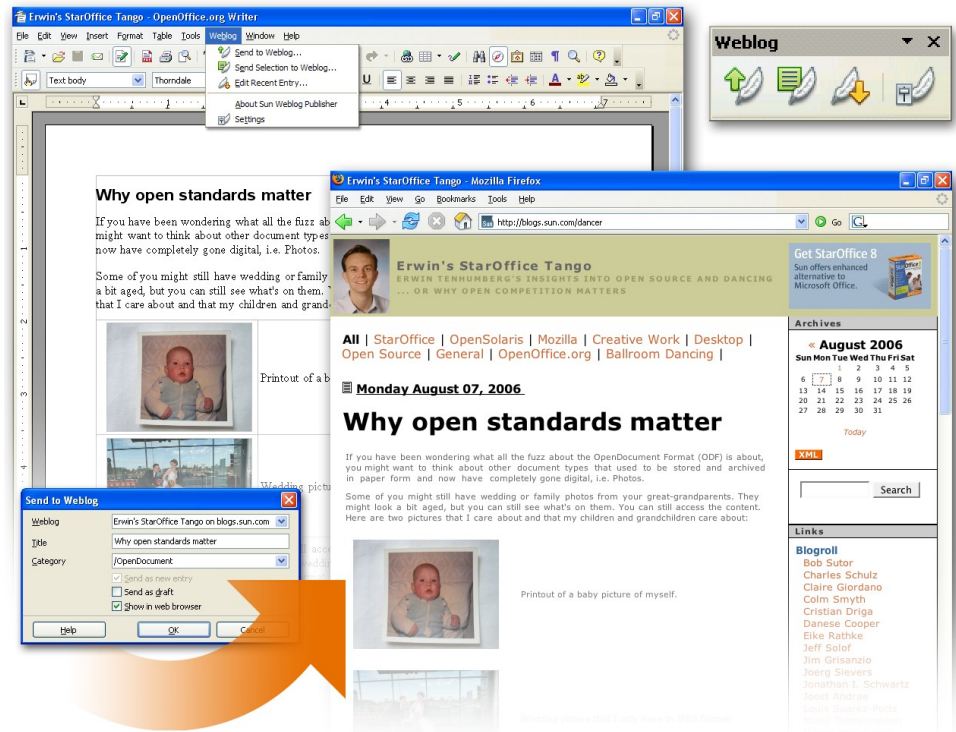 Erwin's StarOffice Tango - OpenOffice.org Writer
File Edit View Insert Format Table Tools Weblog Window Help
Send to Weblog...
Send Selection to Weblog...
Edit Recent Entry...
About Sun Weblog Publisher
Settings
Text body
Thorndale
Why open standards matter
If you have been wondering what all the fuzz ab
might want to think about other document types
now have completely gone digital, i.e. Photos.
Some of you might still have wedding or family
a bit aged, but you can still see what's on them.
that I care about and that my children and grand
Printout of a b
Wedding pictu
Weblog
Send to Weblog
Weblog Erwin's StarOffice Tango on blogs.sun.com
Title Why open standards matter
Category /OpenDocument
Send as new entry
Send as draft
Show in web browser
Help OK Cancel
Erwin's StarOffice Tango - Mozilla Firefox
File Edit View Go Bookmarks Tools Help
http://blogs.sun.com/dancer
Go
Erwin's StarOffice Tango
ERWIN TENHUMBERG'S INSIGHTS INTO OPEN SOURCE AND DANCING
... OR WHY OPEN COMPETITION MATTERS
Get StarOffice 8
Sun offers enhanced
alternative to
Microsoft Office.
All | StarOffice | OpenSolaris | Mozilla | Creative Work | Desktop |
Open Source | General | OpenOffice.org | Ballroom Dancing |
Monday August 07, 2006
Why open standards matter
If you have been wondering what all the fuzz about the OpenDocument Format (ODF) is about,
you might want to think about other document types that used to be stored and archived
in paper form and now have completely gone digital, i.e. Photos.
Some of you might still have wedding or family photos from your great-grandparents. They
might look a bit aged, but you can still see what's on them. You can still access the content.
Here are two pictures that I care about and that my children and grandchildren care about:
Printout of a baby picture of myself.
Archives
« August 2006
Sun Mon Tue Wed Thu Fri Sat
1 2 3 4 5
6 7 8 9 10 11 12
13 14 15 16 17 18 19
20 21 22 23 24 25 26
27 28 29 30 31
Today
XML
Search
Links
Blogroll
Bob Sutor
Charles Schulz
Claire Giordano
Colm Smyth
Cristian Driga
Danese Cooper
Eike Rathke
Jeff Solof
Jim Grisanzio
Joerg Sievers
Jonathan I. Schwartz
Joost Andrae
Louis Suarez-Potts